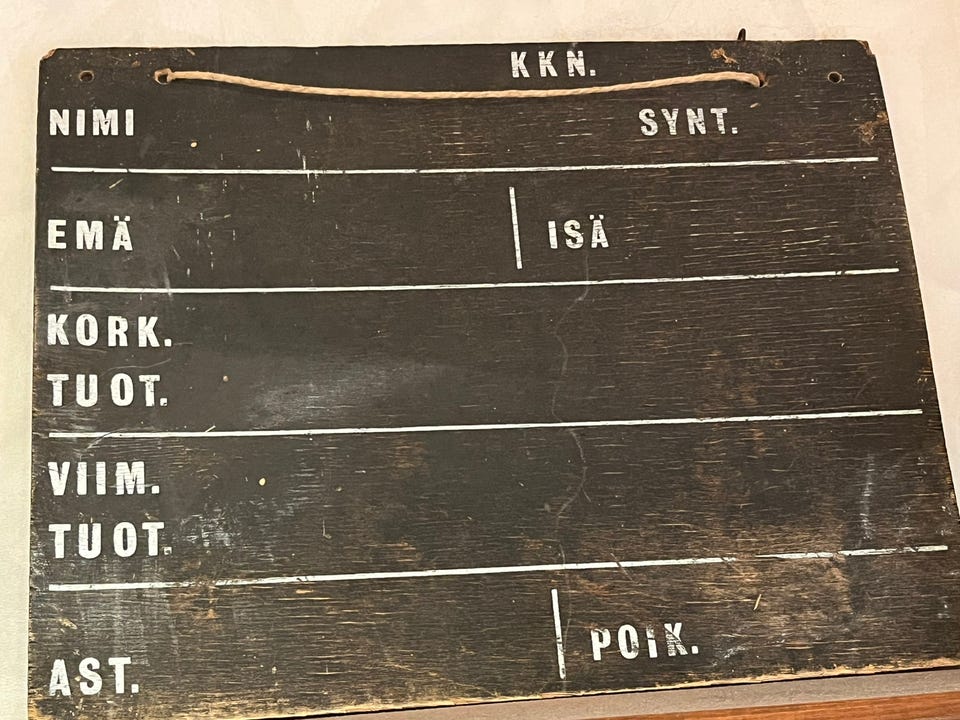 KKN.
NIMI SYNT.
EMÄ ISÄ
KORK.
TUOT.
VIIM.
TUOT.
AST. POIK.